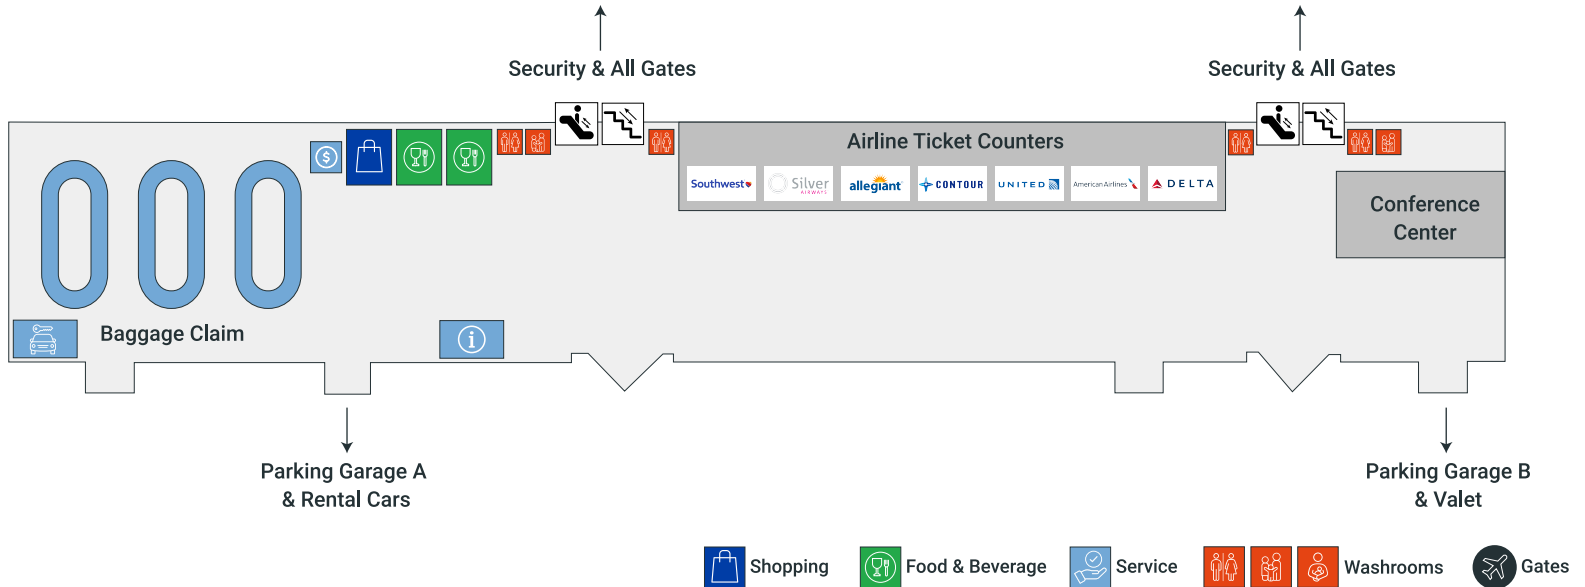 Security & All Gates
Security & All Gates
$
Airline Ticket Counters
Southwest
Silver
AIRWAYS
allegiant
CONTOUR
UNITED
American Airlines
DELTA
Conference
Center
Baggage Claim
i
Parking Garage A
& Rental Cars
Parking Garage B
& Valet
Shopping
Food & Beverage
Service
Washrooms
Gates